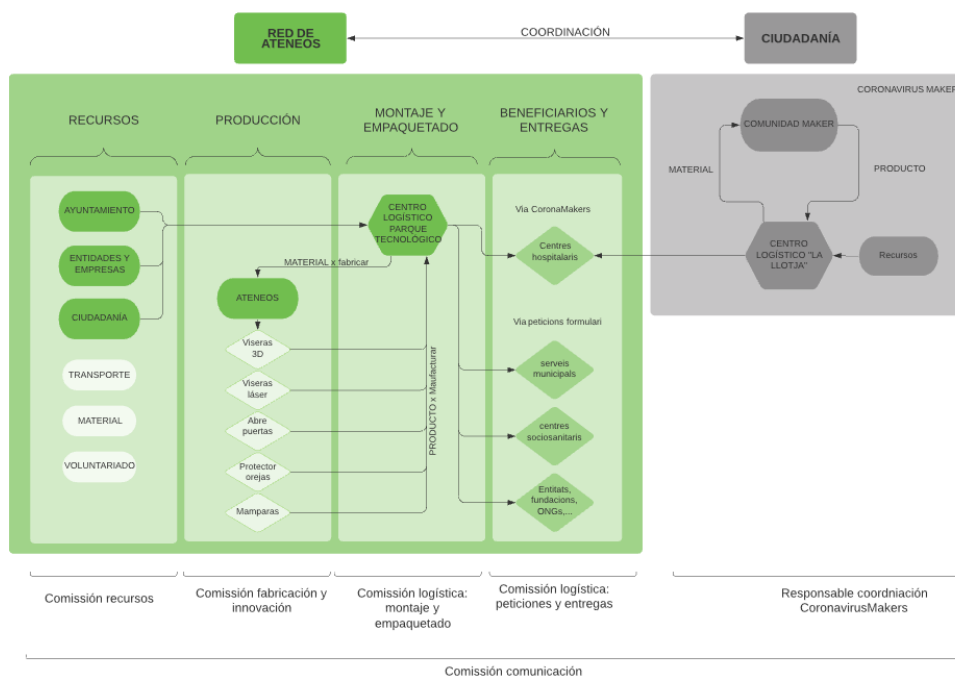 RED DE
ATENEOS
COORDINACIÓN
CIUDADANÍA
RECURSOS
PRODUCCIÓN
MONTAJE Y
EMPAQUETADO
BENEFICIARIOS Y
ENTREGAS
CORONAVIRUS MAKER
AYUNTAMIENTO
ENTIDADES Y
EMPRESAS
CIUDADANÍA
TRANSPORTE
MATERIAL
VOLUNTARIADO
MATERIAL x fabricar
ATENEOS
Viseras
3D
Viseras
láser
Abre
puertas
Protector
orejas
Mamparas
CENTRO
LOGÍSTICO
PARQUE
TECNOLÓGICO
PRODUCTO x Maufacturar
Via CoronaMakers
Centres
hospitalaris
Via peticions formulari
serveis
municipals
centres
sociosanitaris
Entitats,
fundacions,
ONGs,...
COMUNIDAD MAKER
MATERIAL
PRODUCTO
CENTRO
LOGÍSTICO "LA
LLOTJA"
Recursos
Comissión recursos
Comissión fabricación y
innovación
Comissión logística:
montaje y
empaquetado
Comissión logística:
peticiones y entregas
Responsable coordniación
CoronavirusMakers
Comissión comunicación